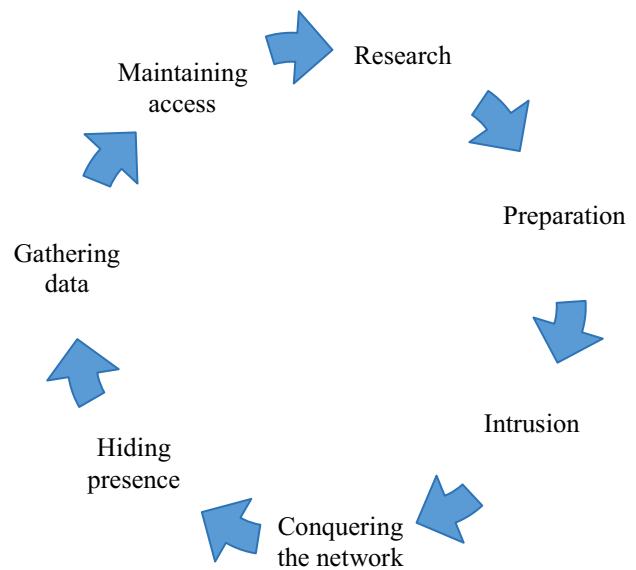 Research
Preparation
Intrusion
Conquering
the network
Hiding
presence
Gathering
data
Maintaining
access